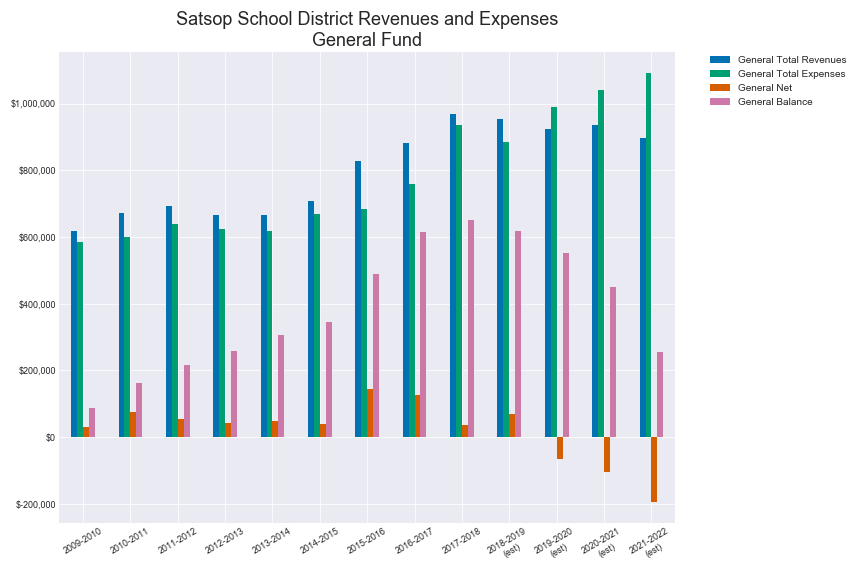 Satsop School District Revenues and Expenses
General Fund
General Total Revenues
General Total Expenses
General Net
General Balance
$1,000,000
$800,000
$600,000
$400,000
$200,000
$0
$-200,000
2009-2010
2010-2011
2011-2012
2012-2013
2013-2014
2014-2015
2015-2016
2016-2017
2017-2018
2018-2019
(est)
2019-2020
(est)
2020-2021
(est)
2021-2022
(est)